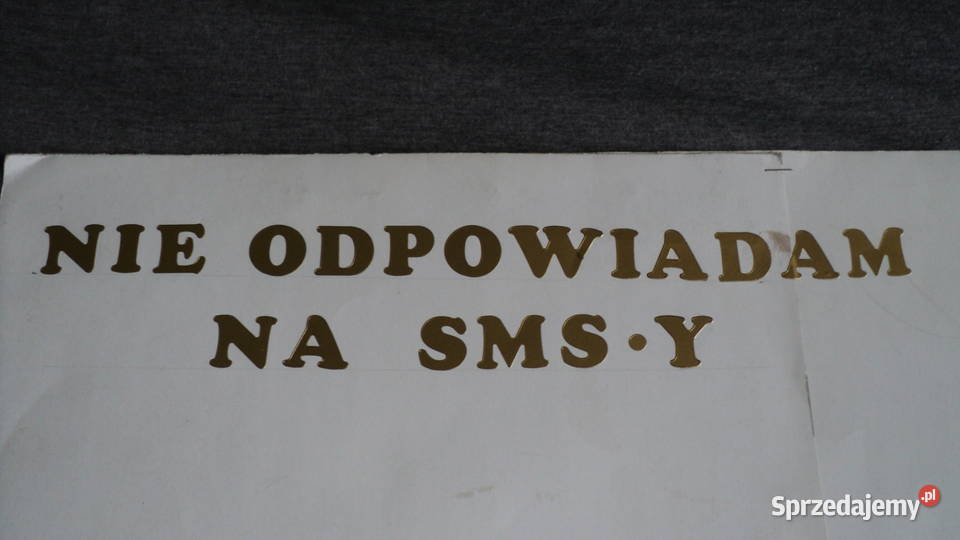 NIE ODPOWIADAM
NA SMS·Y
Sprzedajemy.pl